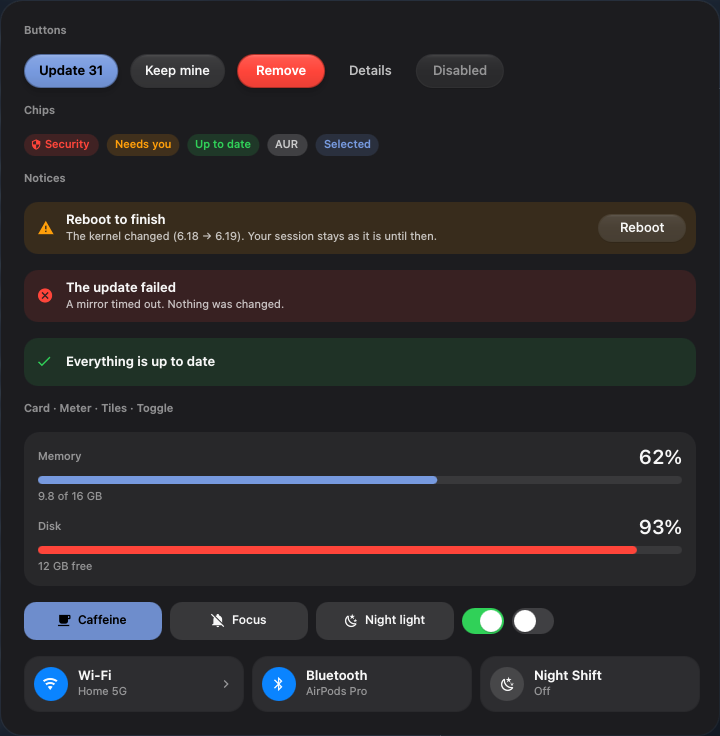 Buttons
Update 31
Keep mine
Remove
Details
Disabled
Chips
Security
Needs you
Up to date
AUR
Selected
Notices
Reboot to finish
The kernel changed (6.18 → 6.19). Your session stays as it is until then.
Reboot
The update failed
A mirror timed out. Nothing was changed.
Everything is up to date
Card · Meter · Tiles · Toggle
Memory
62%
9.8 of 16 GB
Disk
93%
12 GB free
Caffeine
Focus
Night light
Wi-Fi
Home 5G
Bluetooth
AirPods Pro
Night Shift
Off